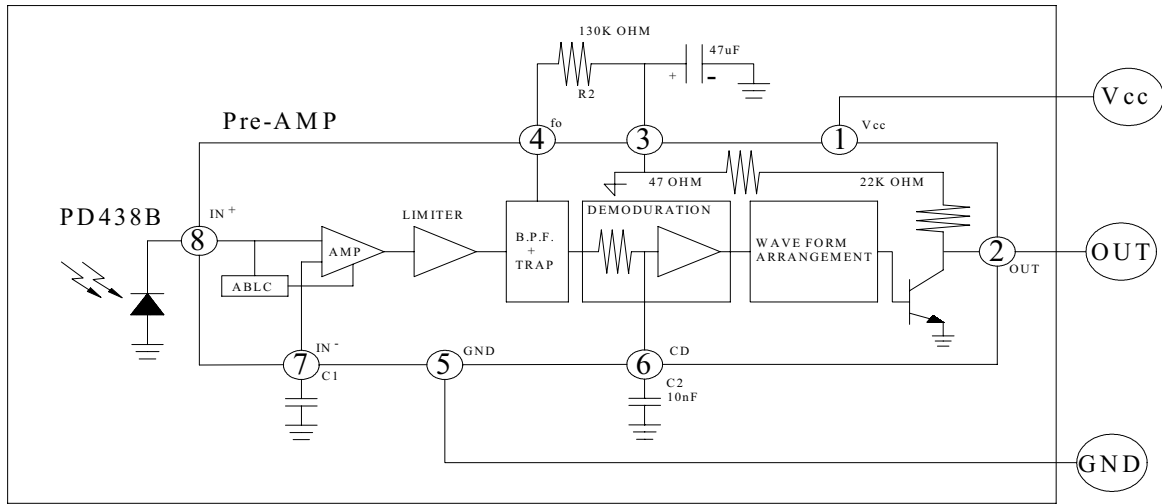 130K OHM
47uF
+
-
R2
Vcc
Pre-AMP
4
fo
3
1
Vcc
47 OHM
22K OHM
PD438B
IN+
8
LIMITER
DEMODURATION
AMP
B.P.F.
+
TRAP
WAVE FORM
ARRANGEMENT
2
OUT
OUT
ABLC
7
IN-
C1
5
GND
6
CD
C2
10nF
GND